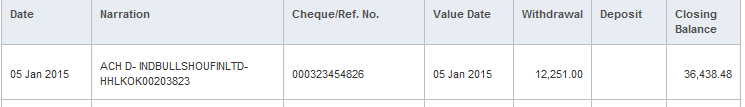 Date Narration Cheque/Ref. No. Value Date Withdrawal Deposit Closing Balance
05 Jan 2015 ACH D- INDBULLSHOUFINLTD-
HHLKOK00203823 000323454826 05 Jan 2015 12,251.00 36,438.48